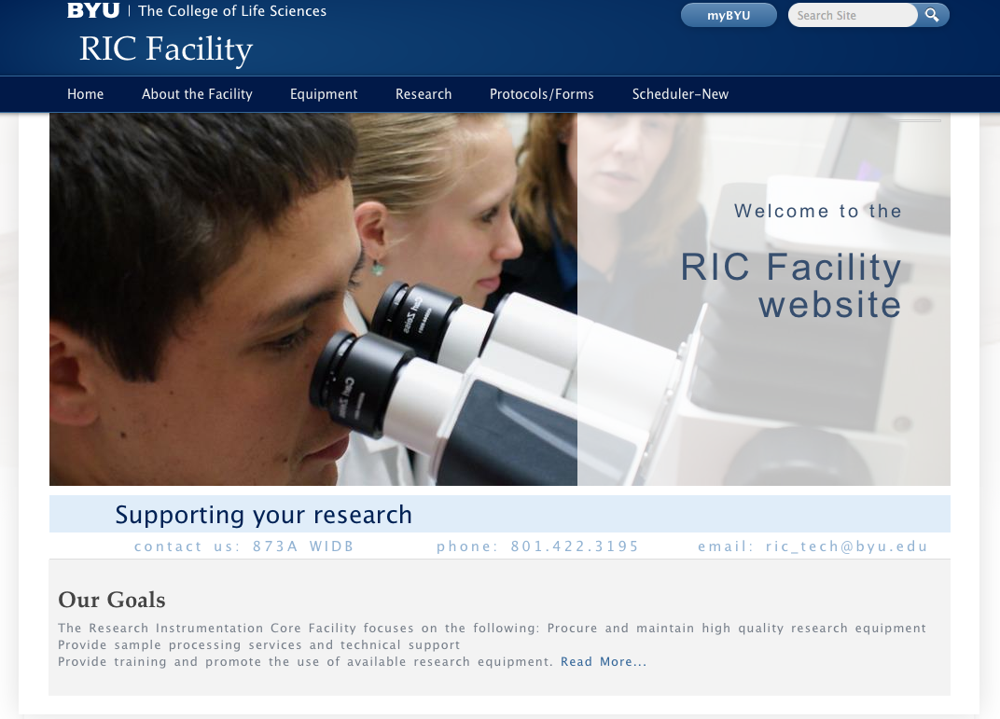 BYU | The College of Life Sciences
myBYU
Search Site
RIC Facility
Home About the Facility Equipment Research Protocols/Forms Scheduler-New
Welcome to the
RIC Facility
website
Carl Zeiss
Carl Zeiss
Supporting your research
contact us: 873A WIDB phone: 801.422.3195 email: ric_tech@byu.edu
Our Goals
The Research Instrumentation Core Facility focuses on the following: Procure and maintain high quality research equipment
Provide sample processing services and technical support
Provide training and promote the use of available research equipment. Read More...